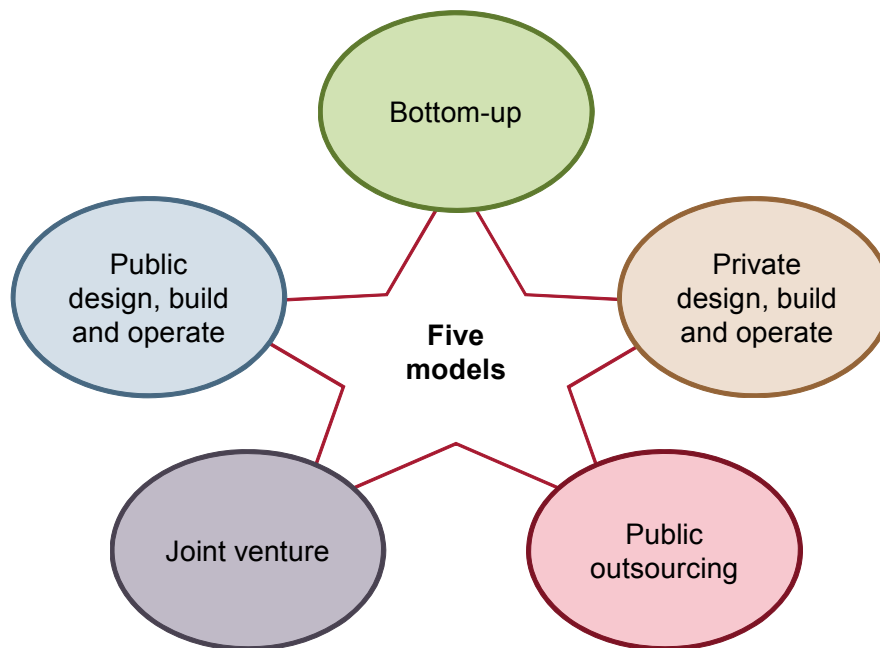 Bottom-up
Public
design, build
and operate
Private
design, build
and operate
Five
models
Joint venture
Public
outsourcing